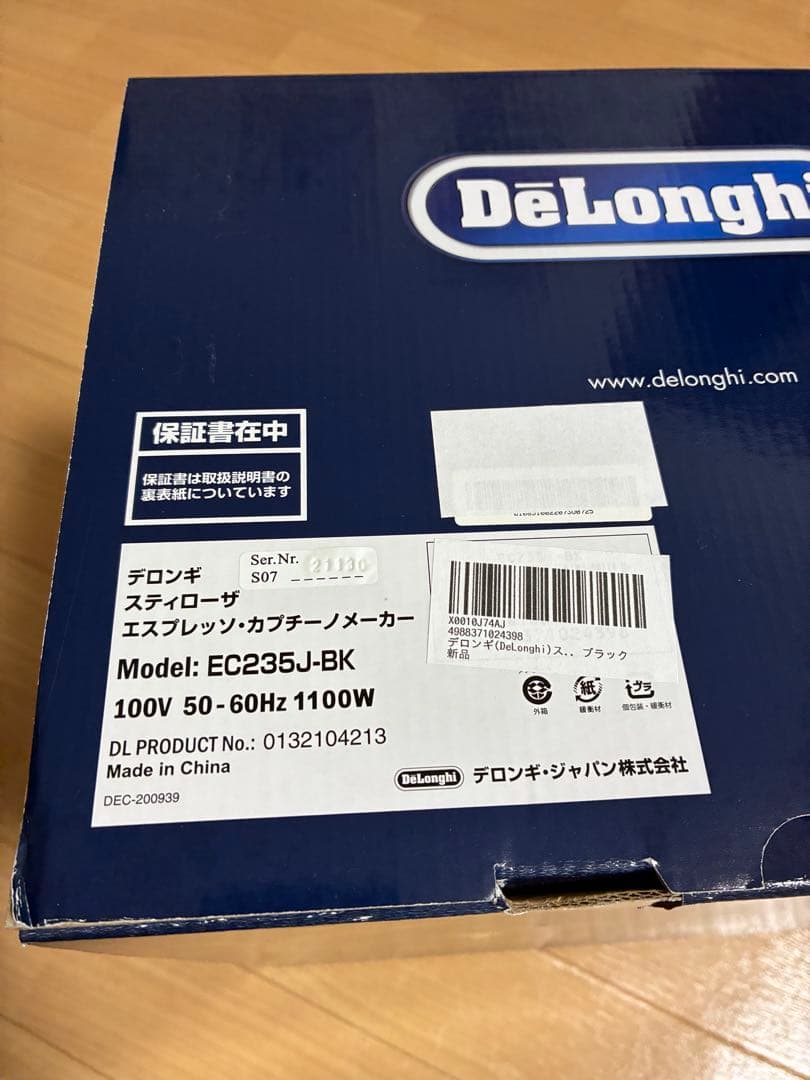 DeLonghi
www.delonghi.com
保証書在中
保証書は取扱説明書の
裏表紙についています
デロンギ
スティローザ
エスプレッソ・カプチーノメーカー
Ser.Nr. 21130
S07 ------
Model: EC235J-BK
100V 50-60Hz 1100W
DL PRODUCT No.: 0132104213
Made in China
DEC-200939
X0010J74AJ
4988371024398
デロンギ(DeLonghi)ス.. ブラック
新品
外箱
紙
緩衝材
プラ
個包装・緩衝材
DeLonghi デロンギ・ジャパン株式会社